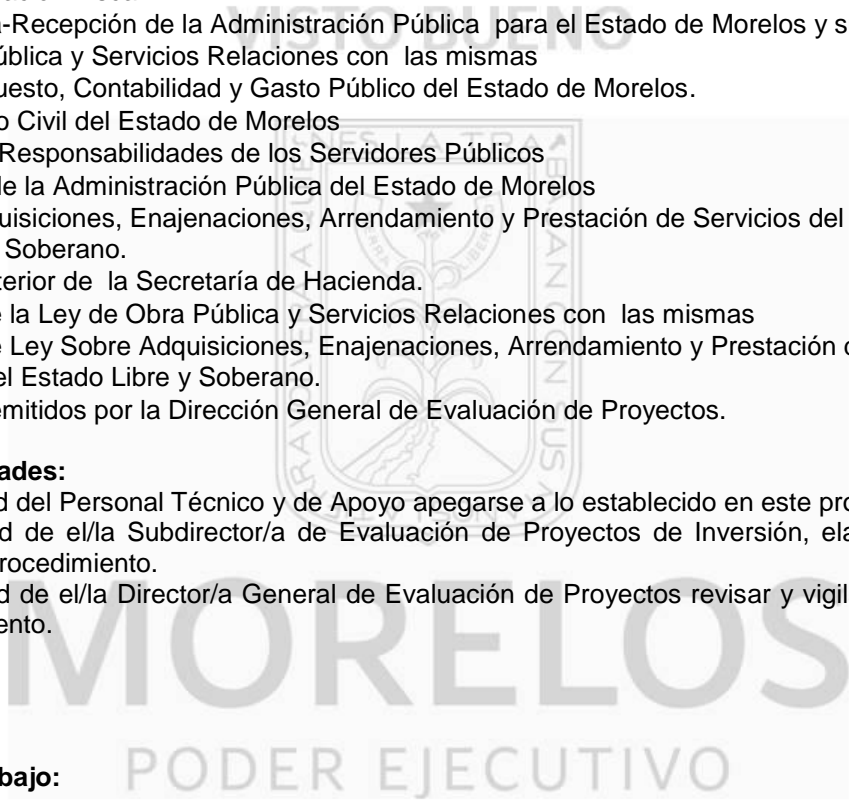 VISTO BUENO
-Recepción de la Administración Pública para el Estado de Morelos y s
ública y Servicios Relaciones con las mismas
uesto, Contabilidad y Gasto Público del Estado de Morelos.
o Civil del Estado de Morelos
Responsabilidades de los Servidores Públicos
de la Administración Pública del Estado de Morelos
uisiciones, Enajenaciones, Arrendamiento y Prestación de Servicios del
Soberano.
terior de la Secretaría de Hacienda.
e la Ley de Obra Pública y Servicios Relaciones con las mismas
e Ley Sobre Adquisiciones, Enajenaciones, Arrendamiento y Prestación
el Estado Libre y Soberano.
emitidos por la Dirección General de Evaluación de Proyectos.
ades:
d del Personal Técnico y de Apoyo apegarse a lo establecido en este pro
d de el/la Subdirector/a de Evaluación de Proyectos de Inversión, ela
rocedimiento.
d de el/la Director/a General de Evaluación de Proyectos revisar y vigil
ento.
MORELOS
PODER EJECUTIVO
bajo: